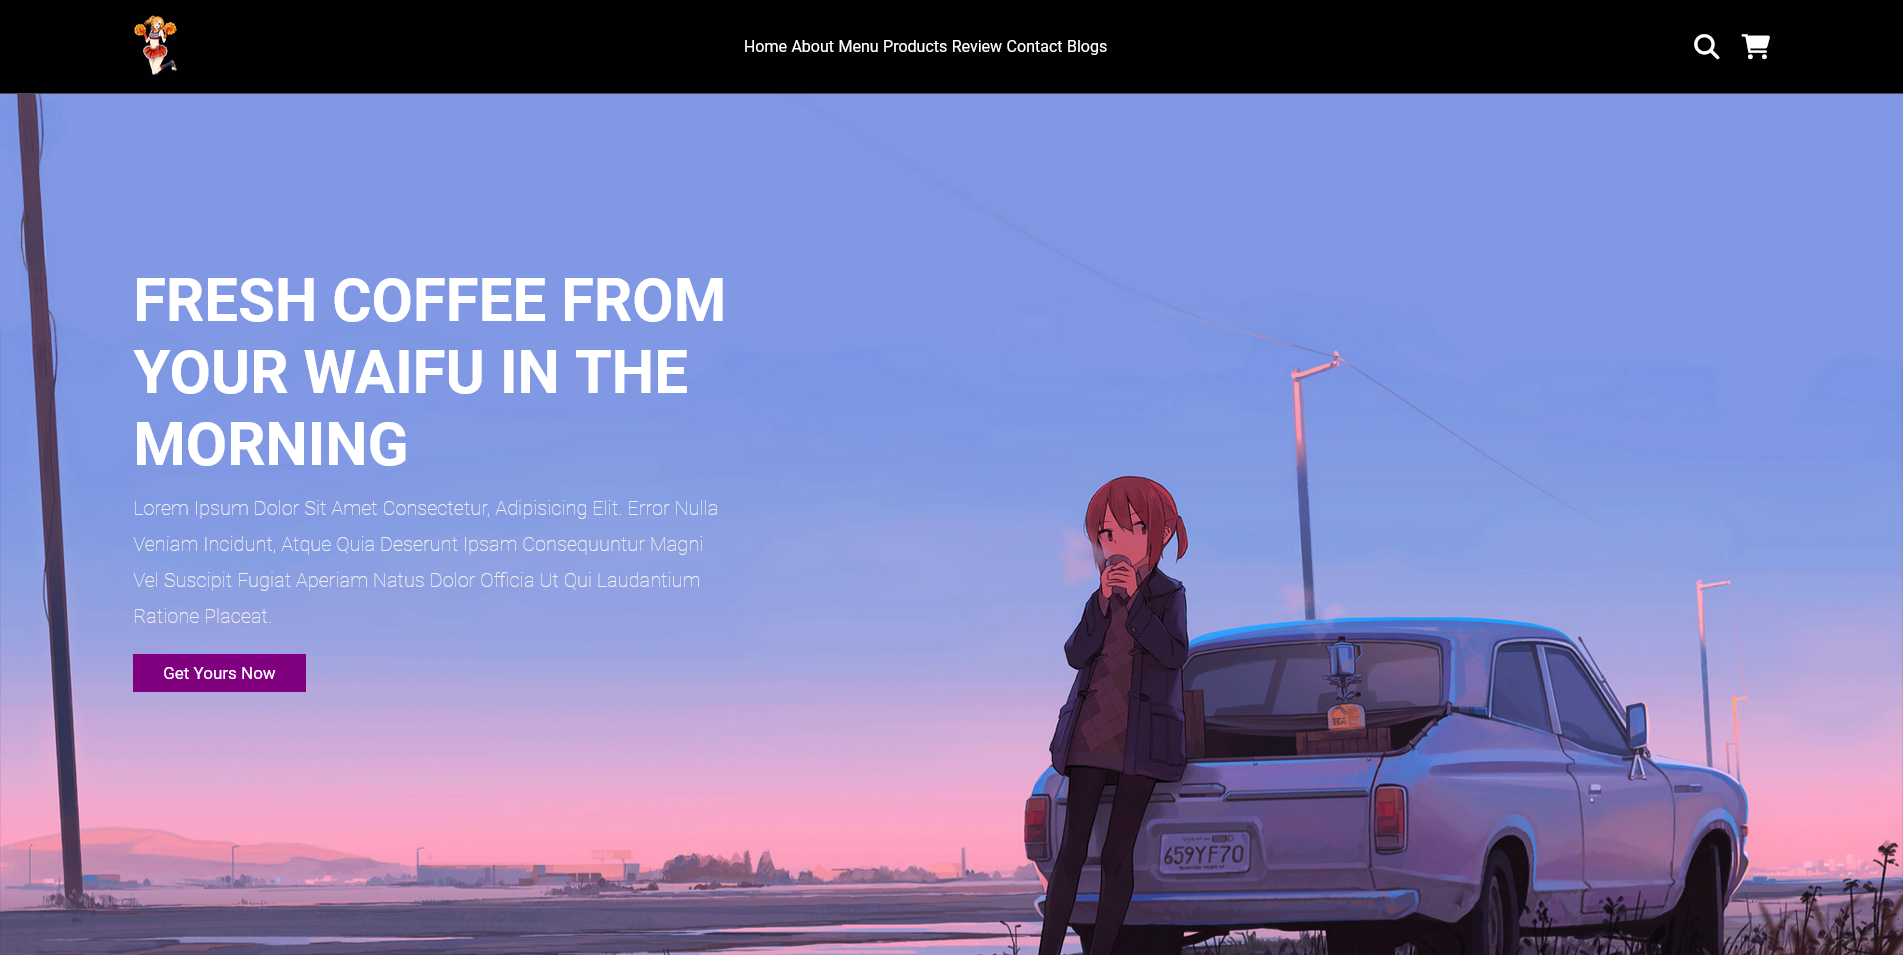 Home About Menu Products Review Contact Blogs
FRESH COFFEE FROM
YOUR WAIFU IN THE
MORNING
Lorem Ipsum Dolor Sit Amet Consectetur, Adipisicing Elit. Error Nulla
Veniam Incidunt, Atque Quia Deserunt Ipsam Consequuntur Magni
Vel Suscipit Fugiat Aperiam Natus Dolor Officia Ut Qui Laudantium
Ratione Placeat.
Get Yours Now
659YF70